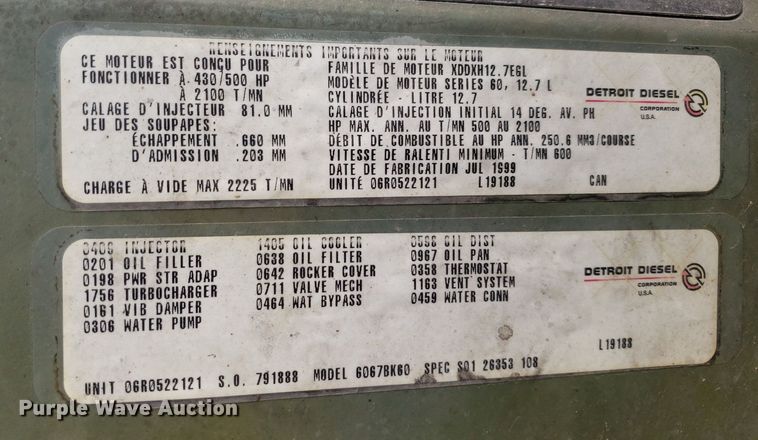 RENSEIGNEMENTS IMPORTANTS SUR LE MOTEUR
CE MOTEUR EST CONÇU POUR
FONCTIONNER À 430/500 HP
À 2100 T/MN
CALAGE D'INJECTEUR 81.0 MM
JEU DES SOUPAPES:
ÉCHAPPEMENT .660 MM
D'ADMISSION .203 MM
CHARGE À VIDE MAX 2225 T/MN
FAMILLE DE MOTEUR XDDXH12.7EGL
MODÈLE DE MOTEUR SERIES 60, 12.7 L
CYLINDRÉE - LITRE 12.7
CALAGE D'INJECTION INITIAL 14 DEG. AV. PH
HP MAX. ANN. AU T/MN 500 AU 2100
DÉBIT DE COMBUSTIBLE AU HP ANN. 250.6 MM3/COURSE
VITESSE DE RALENTI MINIMUM - T/MN 600
DATE DE FABRICATION JUL 1999
UNITÉ 06R0522121 L19188 CAN
DETROIT DIESEL
CORPORATION
U.S.A.
0406 INJECTOR
0201 OIL FILLER
0198 PWR STR ADAP
1756 TURBOCHARGER
0161 VIB DAMPER
0306 WATER PUMP
1405 OIL COOLER
0638 OIL FILTER
0642 ROCKER COVER
0711 VALVE MECH
0464 WAT BYPASS
0598 OIL DIST
0967 OIL PAN
0358 THERMOSTAT
1163 VENT SYSTEM
0459 WATER CONN
DETROIT DIESEL
CORPORATION
U.S.A.
L19188
UNIT 06R0522121 S.O. 791888 MODEL 6067BK60 SPEC S01 26353 108
Purple Wave Auction